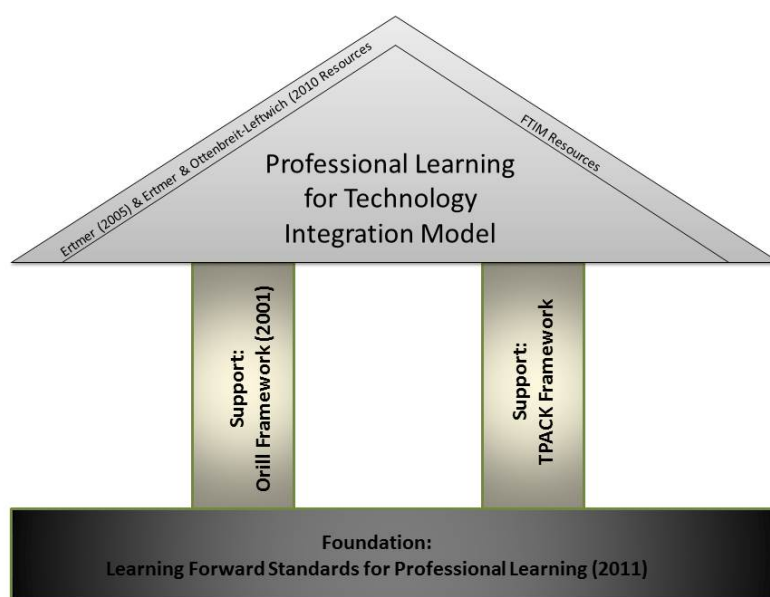 Ertmer (2005) & Ertmer & Ottenbreit-Leftwich (2010 Resources
FTIM Resources
Professional Learning
for Technology
Integration Model
Support:
Orill Framework (2001)
Support:
TPACK Framework
Foundation:
Learning Forward Standards for Professional Learning (2011)